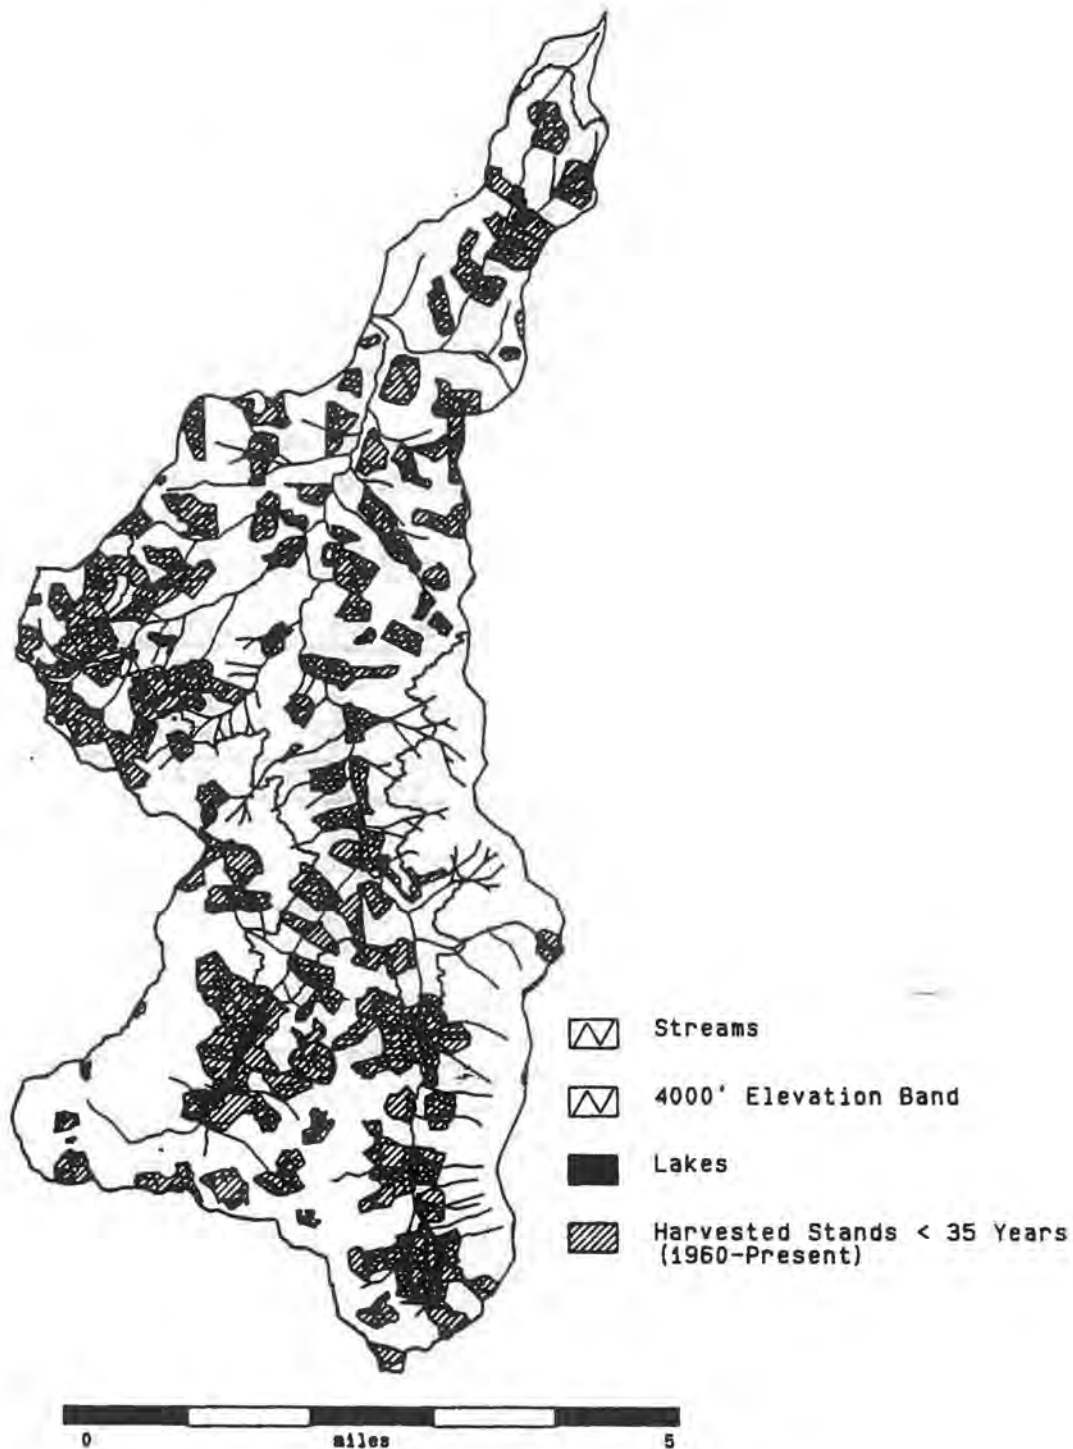 Streams
4000' Elevation Band
Lakes
Harvested Stands < 35 Years
(1960-Present)
0 miles 5